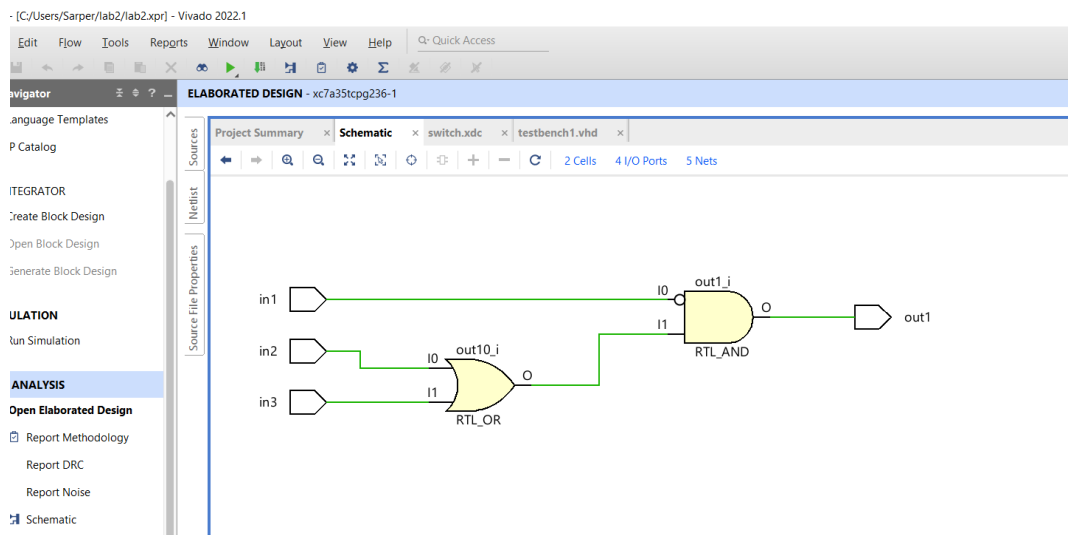 - [C:/Users/Sarper/lab2/lab2.xpr] - Vivado 2022.1
Edit Flow Tools Reports Window Layout View Help Q- Quick Access
avigator ? _ ELABORATED DESIGN - xc7a35tcpg236-1
anguage Templates
P Catalog
NTEGRATOR
Create Block Design
Open Block Design
Generate Block Design
ULATION
Run Simulation
ANALYSIS
Open Elaborated Design
Report Methodology
Report DRC
Report Noise
Schematic
Sources
Netlist
Source File Properties
Project Summary × Schematic × switch.xdc × testbench1.vhd ×
2 Cells 4 I/O Ports 5 Nets
in1
in2
in3
I0 out10_i
I1 O
RTL_OR
I0 out1_i
I1 O
RTL_AND
out1